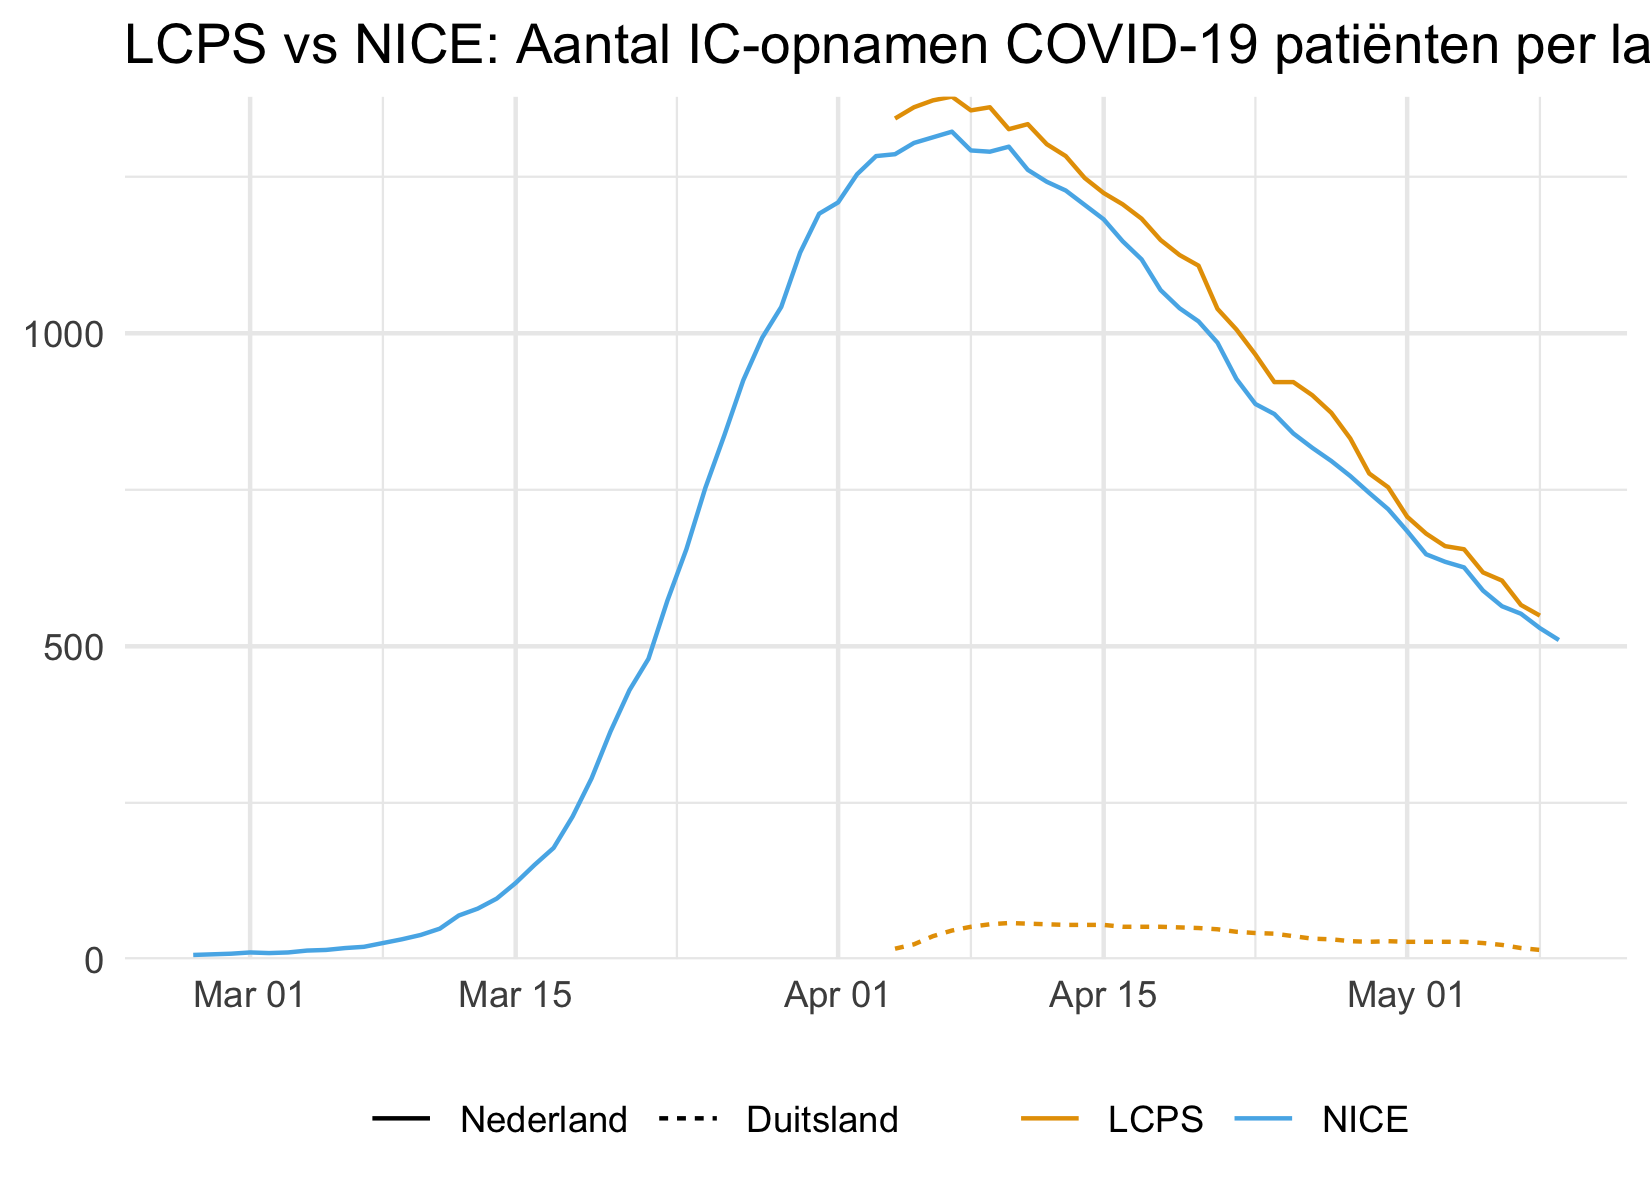 LCPS vs NICE: Aantal IC-opnamen COVID-19 patiënten per la
1000
500
0
Mar 01 Mar 15 Apr 01 Apr 15 May 01
Nederland Duitsland LCPS NICE